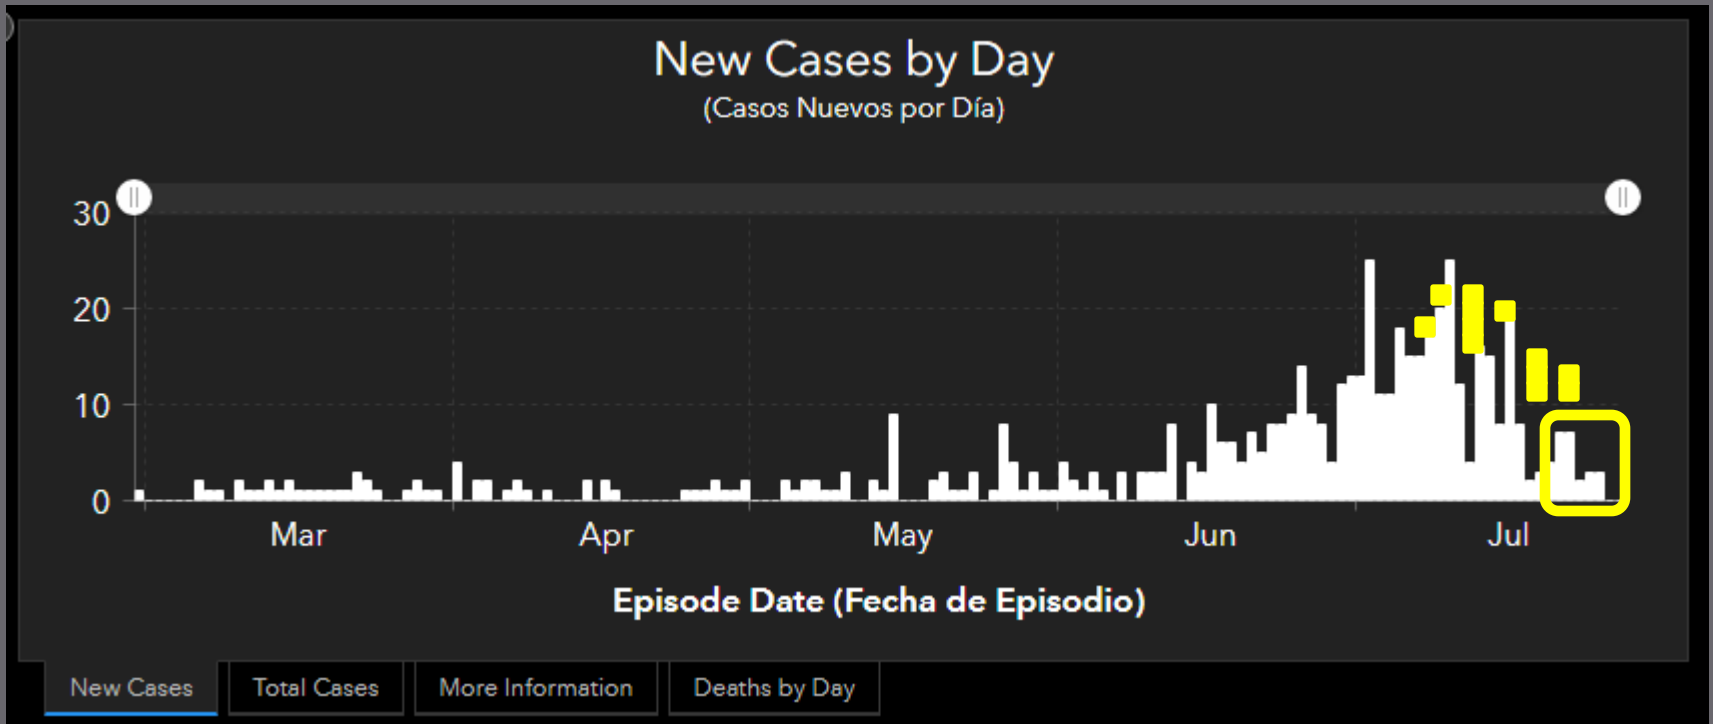 New Cases by Day
(Casos Nuevos por Día)
30
20
10
0
Mar Apr May Jun Jul
Episode Date (Fecha de Episodio)
New Cases Total Cases More Information Deaths by Day